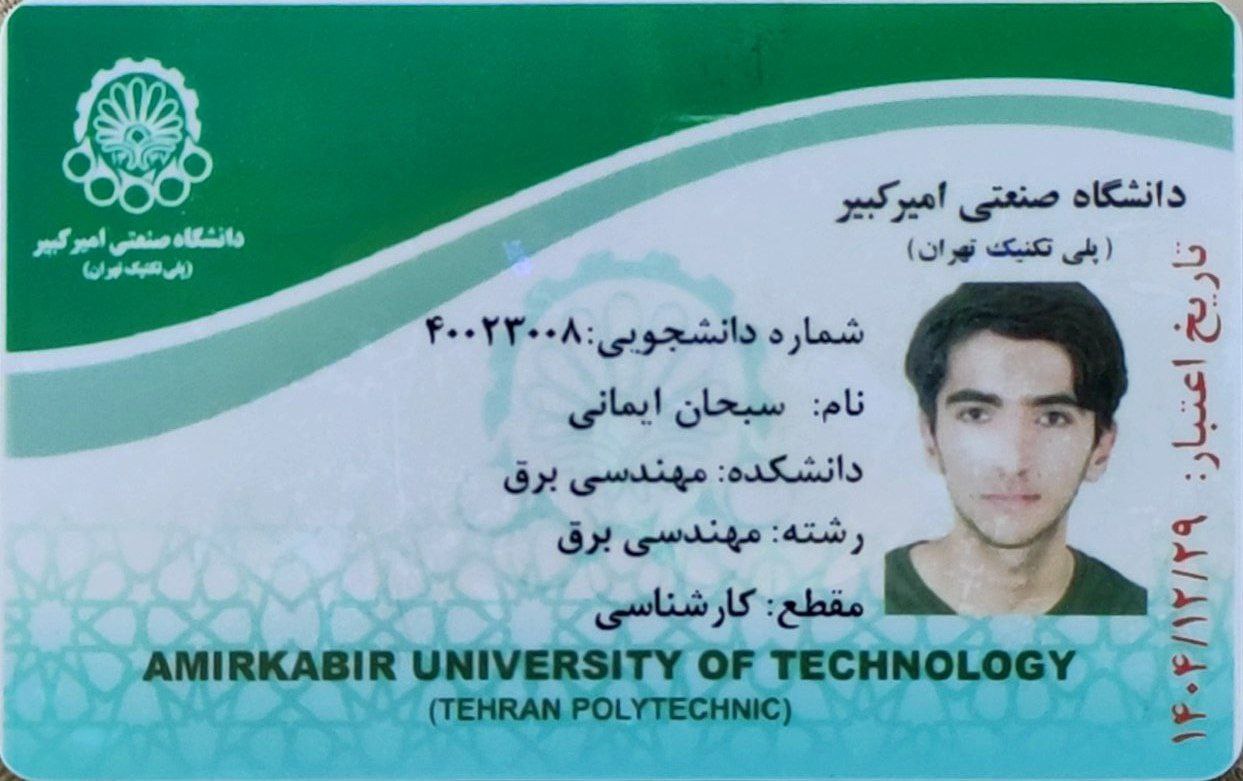 دانشگاه صنعتی امیرکبیر
(پلی تکنیک تهران)
دانشگاه صنعتی امیرکبیر
(پلی تکنیک تهران)
شماره دانشجویی:۴۰۰۲۳۰۰۸
نام: سبحان ایمانی
دانشکده: مهندسی برق
رشته: مهندسی برق
مقطع: کارشناسی
تاریخ اعتبار: ۱۴۰۴/۱۲/۲۹
AMIRKABIR UNIVERSITY OF TECHNOLOGY
(TEHRAN POLYTECHNIC)